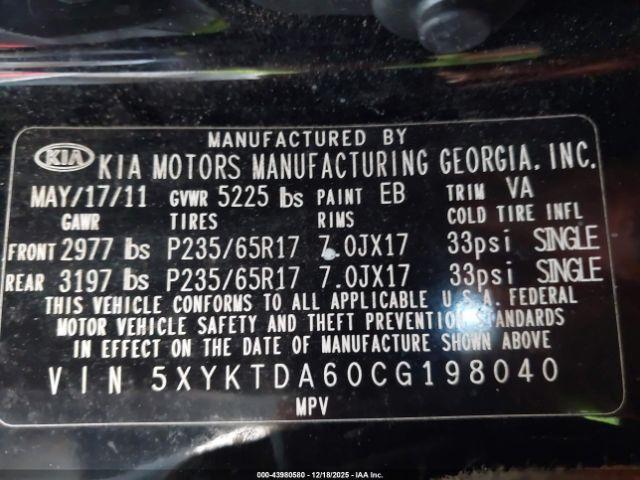 MANUFACTURED BY
KIA KIA MOTORS MANUFACTURING GEORGIA, INC.
MAY/17/11 GVWR 5225 lbs PAINT EB TRIM VA
GAWR TIRES RIMS COLD TIRE INFL
FRONT 2977 lbs P235/65R17 7.0JX17 33psi SINGLE
REAR 3197 lbs P235/65R17 7.0JX17 33psi SINGLE
THIS VEHICLE CONFORMS TO ALL APPLICABLE U.S.A. FEDERAL
MOTOR VEHICLE SAFETY AND THEFT PREVENTION STANDARDS
IN EFFECT ON THE DATE OF MANUFACTURE SHOWN ABOVE
VIN 5XYKTDA60CG198040
MPV
000-43980580 - 12/18/2025 - IAA Inc.